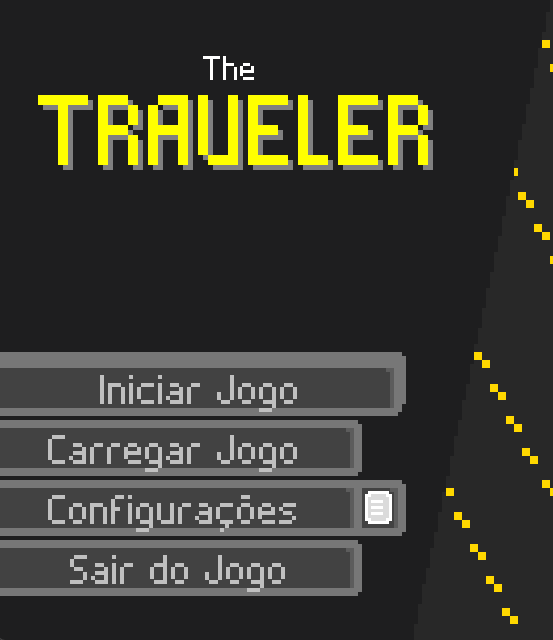 The
TRAVELER
Iniciar Jogo
Carregar Jogo
Configurações
Sair do Jogo